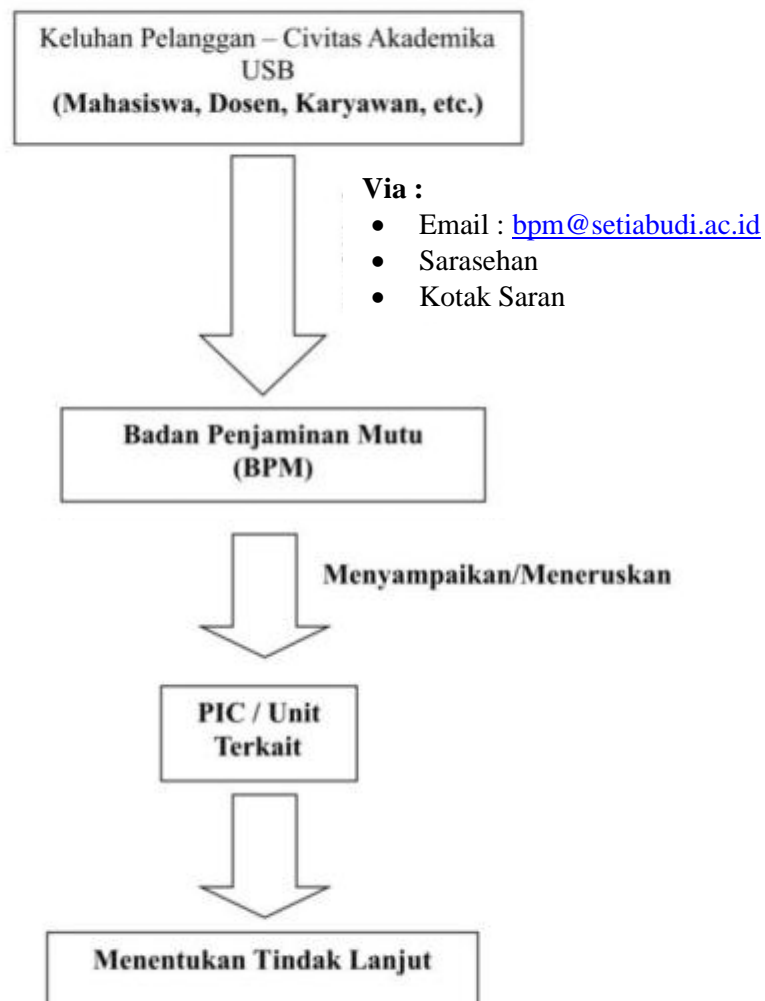 Keluhan Pelanggan – Civitas Akademika
USB
(Mahasiswa, Dosen, Karyawan, etc.)
Via :
• Email : bpm@setiabudi.ac.id
• Sarasehan
• Kotak Saran
Badan Penjaminan Mutu
(BPM)
Menyampaikan/Meneruskan
PIC / Unit
Terkait
Menentukan Tindak Lanjut